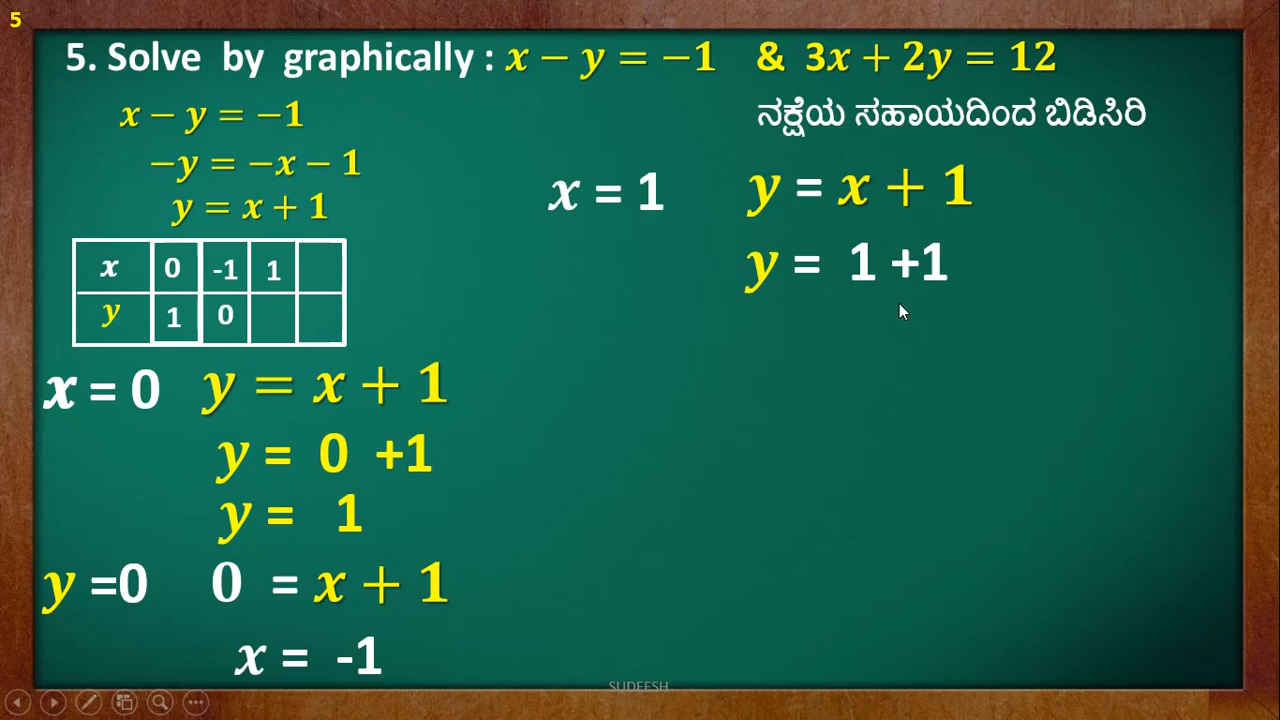 5
5. Solve by graphically : x − y = −1 & 3x + 2y = 12
ನಕ್ಷೆಯ ಸಹಾಯದಿಂದ ಬಿಡಿಸಿರಿ
x − y = −1
−y = −x − 1
y = x + 1
x 0 -1 1
y 1 0
x = 0 y = x + 1
y = 0 +1
y = 1
y =0 0 = x + 1
x = -1
x = 1 y = x + 1
y = 1 +1
SUDEESH